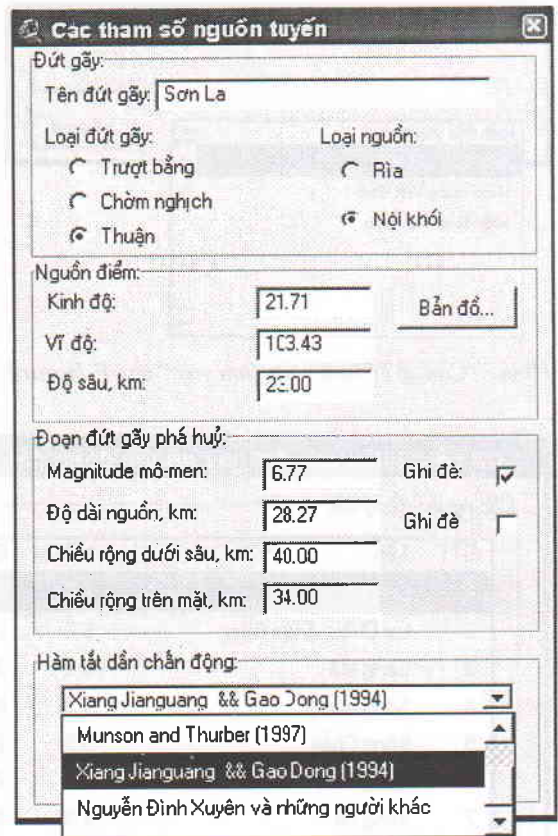 Các tham số nguồn tuyến
Đứt gãy:
Tên đứt gãy: Sơn La
Loại đứt gãy: Loại nguồn:
Trượt bằng Rìa
Chờm nghịch Nội khối
Thuận
Nguồn điểm:
Kinh độ: 21.71 Bản đồ...
Vĩ độ: 103.43
Độ sâu, km: 23.00
Đoạn đứt gãy phá huỷ:
Magnitude mô-men: 6.77 Ghi đè:
Độ dài nguồn, km: 28.27 Ghi đè
Chiều rộng dưới sâu, km: 40.00
Chiều rộng trên mặt, km: 34.00
Hàm tắt dần chấn động:
Xiang Jianguang && Gao Dong (1994)
Munson and Thurber (1997)
Xiang Jianguang && Gao Dong (1994)
Nguyễn Đình Xuyên và những người khác